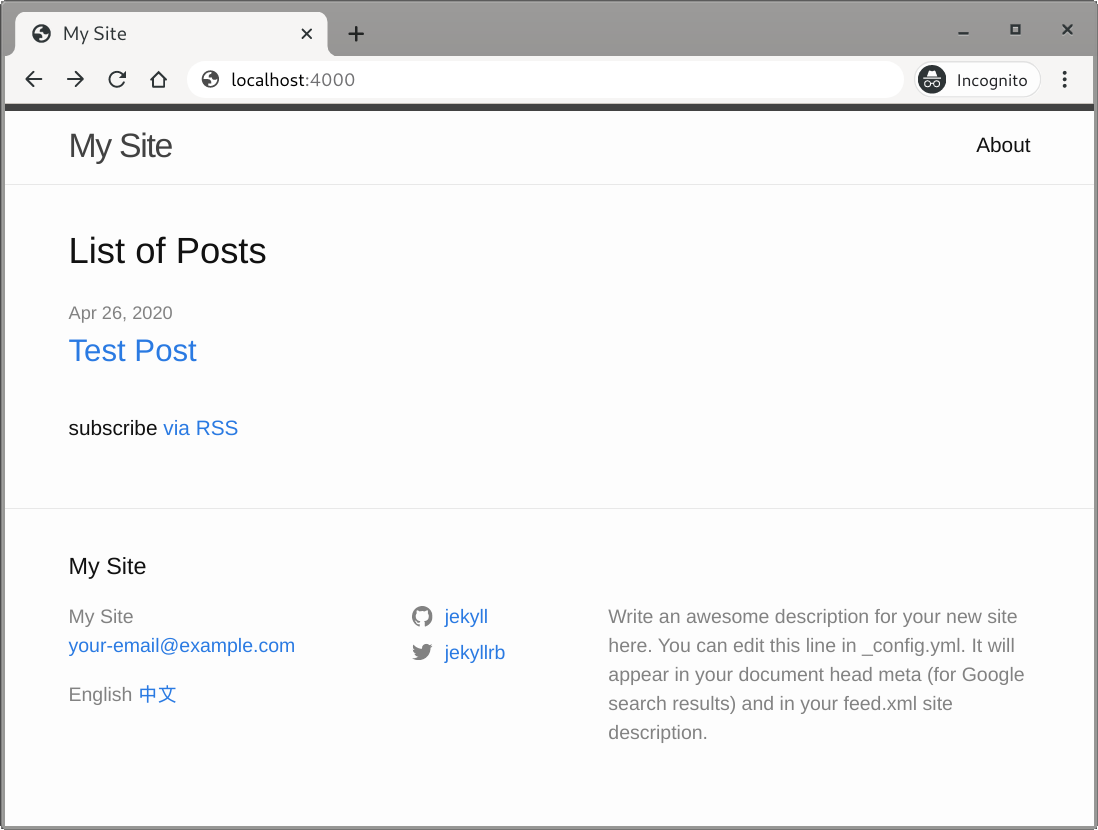 My Site
localhost:4000
Incognito
My Site
About
List of Posts
Apr 26, 2020
Test Post
subscribe via RSS
My Site
My Site
your-email@example.com
English 中文
jekyll
jekyllrb
Write an awesome description for your new site
here. You can edit this line in _config.yml. It will
appear in your document head meta (for Google
search results) and in your feed.xml site
description.